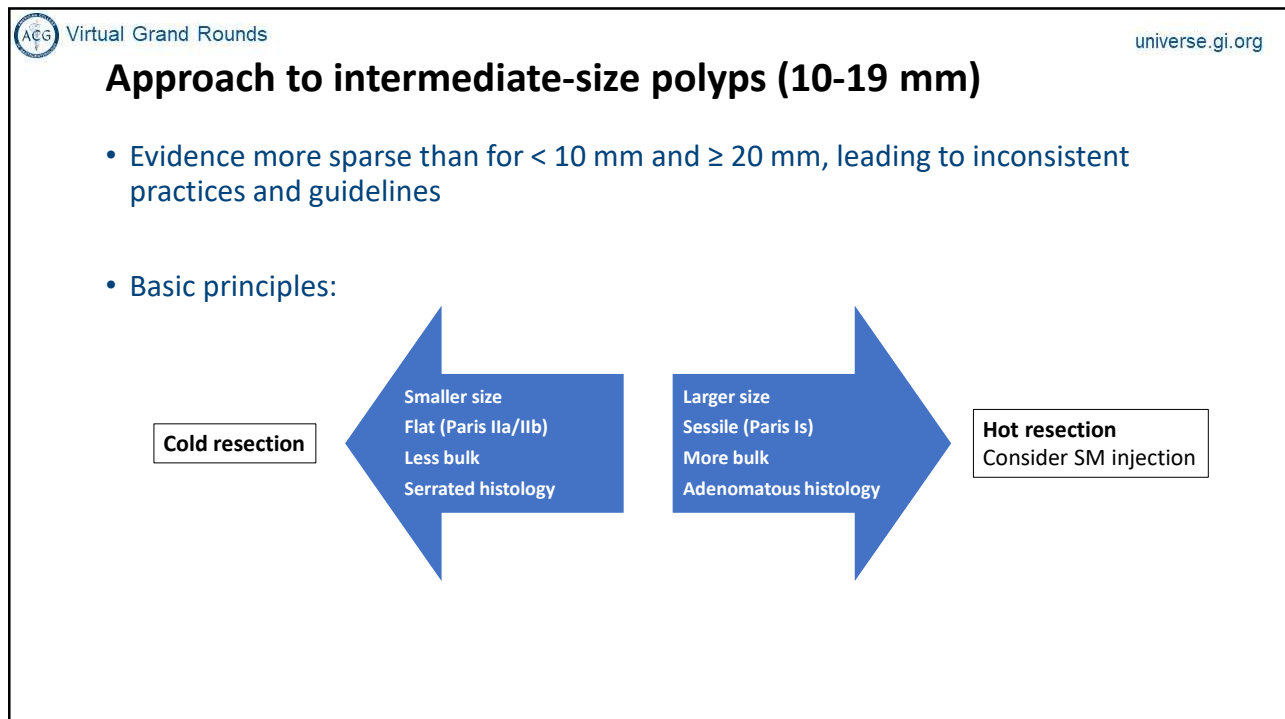 ACG Virtual Grand Rounds
universe.gi.org
Approach to intermediate-size polyps (10-19 mm)
• Evidence more sparse than for < 10 mm and ≥ 20 mm, leading to inconsistent
practices and guidelines
• Basic principles:
Cold resection
Smaller size
Flat (Paris IIa/IIb)
Less bulk
Serrated histology
Larger size
Sessile (Paris Is)
More bulk
Adenomatous histology
Hot resection
Consider SM injection